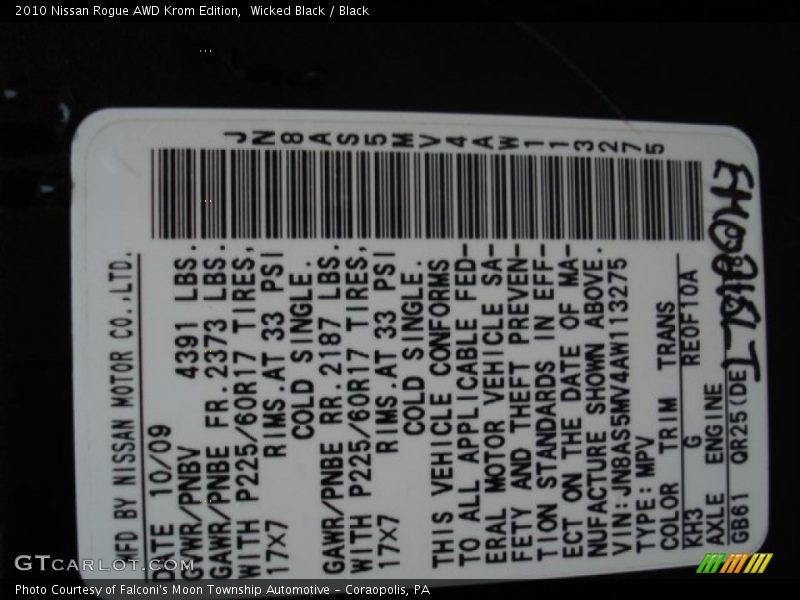 2010 Nissan Rogue AWD Krom Edition,  Wicked Black / Black
JN8AS5MV4AW113275
MFD BY NISSAN MOTOR CO.,LTD.
DATE 10/09
GVWR/PNBV 4391 LBS.
GAWR/PNBE FR.2373 LBS.
WITH P225/60R17 TIRES,
17X7 RIMS.AT 33 PSI
COLD SINGLE.
GAWR/PNBE RR.2187 LBS.
WITH P225/60R17 TIRES,
17X7 RIMS.AT 33 PSI
COLD SINGLE.
THIS VEHICLE CONFORMS
TO ALL APPLICABLE FED-
ERAL MOTOR VEHICLE SA-
FETY AND THEFT PREVEN-
TION STANDARDS IN EFF-
ECT ON THE DATE OF MA-
NUFACTURE SHOWN ABOVE.
VIN:JN8AS5MV4AW113275
TYPE:MPV
COLOR TRIM TRANS
KH3 G RE0F10A
AXLE ENGINE
GB61 QR25(DE)
GTCARLOT.COM
Photo Courtesy of Falconi's Moon Township Automotive - Coraopolis, PA